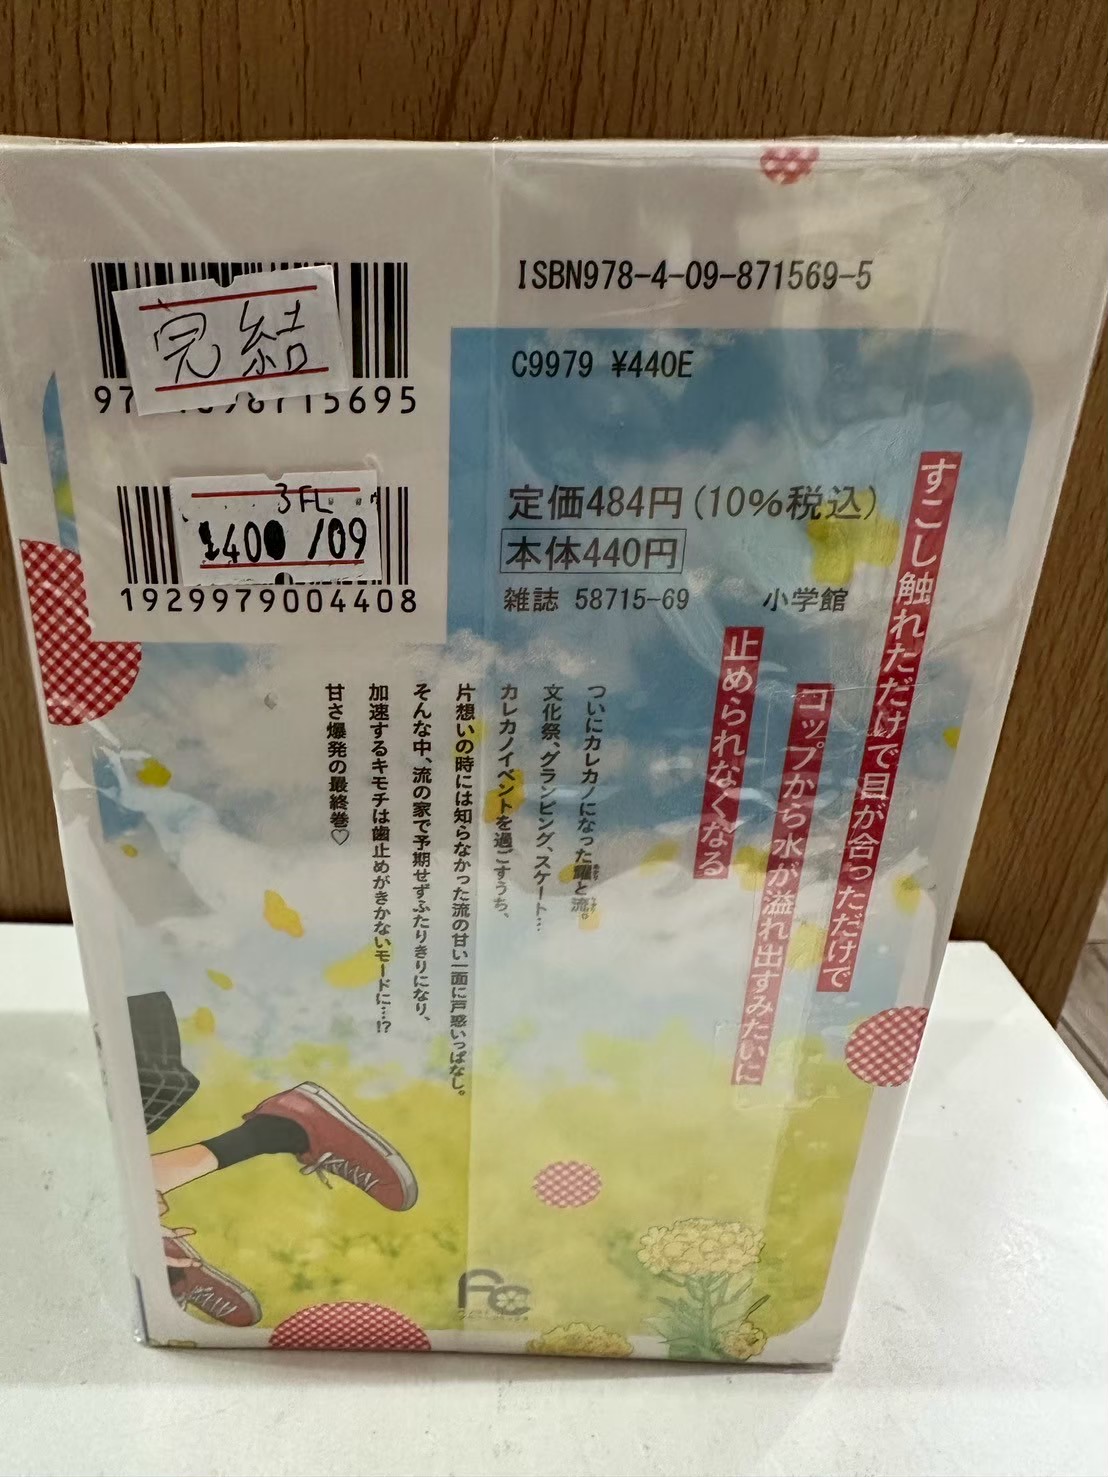 ISBN978-4-09-871569-5
完結
C9979 ¥440E
3FL
¥400 /09
1929979004408
定価484円(10%税込)
本体440円
雑誌 58715-69
小学館
すこし触れただけで目が合っただけで
コップから水が溢れ出すみたいに
止められなくなる
ついにカレカノになった耀と流。
文化祭、グランピング、スケート…
カレカノイベントを過ごすうち、
片想いの時には知らなかった流の甘い一面に戸惑いっぱなし。
そんな中、流の家で予期せずふたりきりになり、
加速するキモチは歯止めがきかないモードに…!?
甘さ爆発の最終巻♡
FC